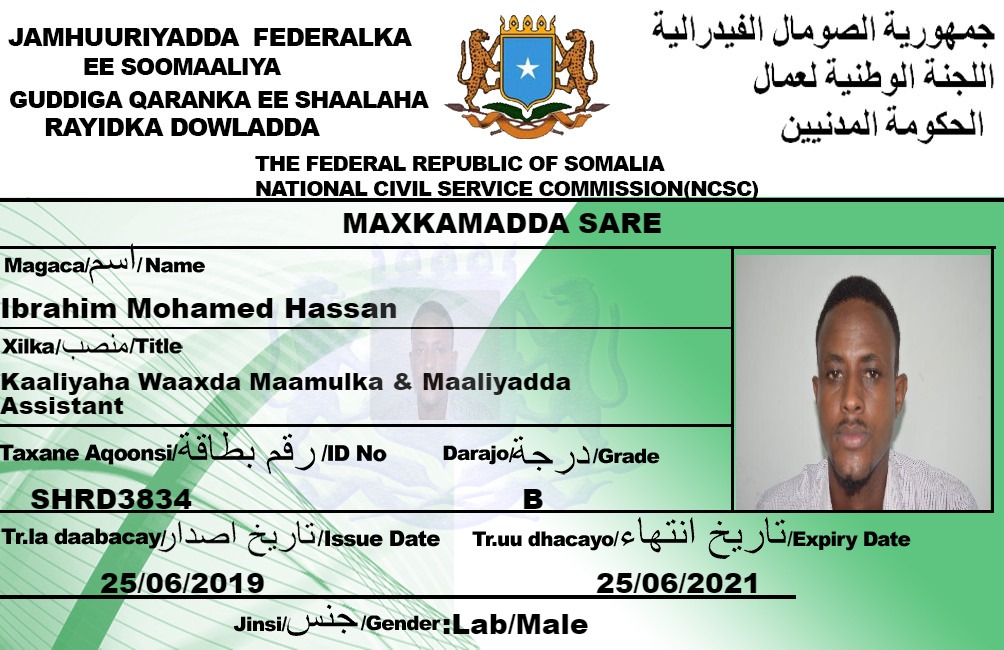 JAMHUURIYADDA FEDERALKA
EE SOOMAALIYA
GUDDIGA QARANKA EE SHAALAHA
RAYIDKA DOWLADDA
جمهورية الصومال الفيدرالية
اللجنة الوطنية لعمال
الحكومة المدنيين
THE FEDERAL REPUBLIC OF SOMALIA
NATIONAL CIVIL SERVICE COMMISSION(NCSC)
MAXKAMADDA SARE
Magaca/اسم/Name
Ibrahim Mohamed Hassan
Xilka/منصب/Title
Kaaliyaha Waaxda Maamulka & Maaliyadda
Assistant
Taxane Aqoonsi/رقم بطاقة/ID No
Darajo/درجة/Grade
SHRD3834
B
Tr.la daabacay/تاريخ اصدار/Issue Date
Tr.uu dhacayo/تاريخ انتهاء/Expiry Date
25/06/2019
25/06/2021
Jinsi/جنس/Gender:Lab/Male